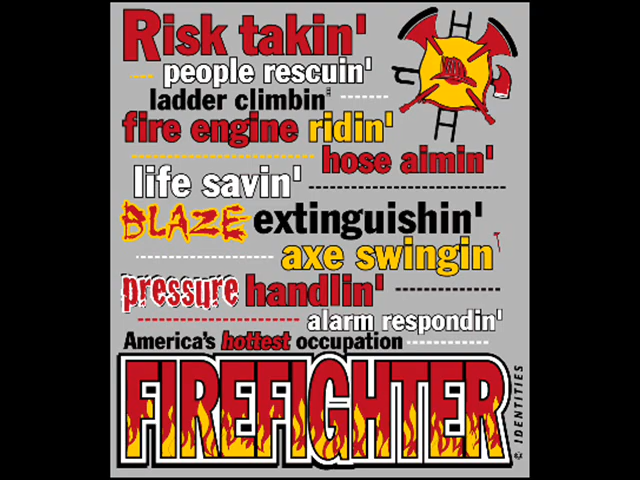 Risk takin'
people rescuin'
ladder climbin'
fire engine ridin'
hose aimin'
life savin'
BLAZE extinguishin'
axe swingin'
pressure handlin'
alarm respondin'
America's hottest occupation
FIREFIGHTER
© IDENTITIES